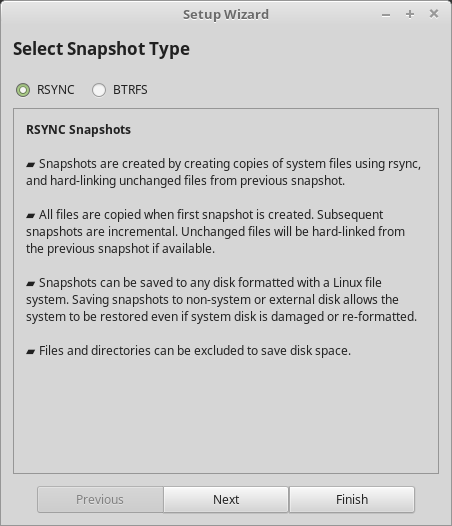 Setup Wizard
Select Snapshot Type
RSYNC BTRFS
RSYNC Snapshots
▰ Snapshots are created by creating copies of system files using rsync,
and hard-linking unchanged files from previous snapshot.
▰ All files are copied when first snapshot is created. Subsequent
snapshots are incremental. Unchanged files will be hard-linked from
the previous snapshot if available.
▰ Snapshots can be saved to any disk formatted with a Linux file
system. Saving snapshots to non-system or external disk allows the
system to be restored even if system disk is damaged or re-formatted.
▰ Files and directories can be excluded to save disk space.
Previous Next Finish